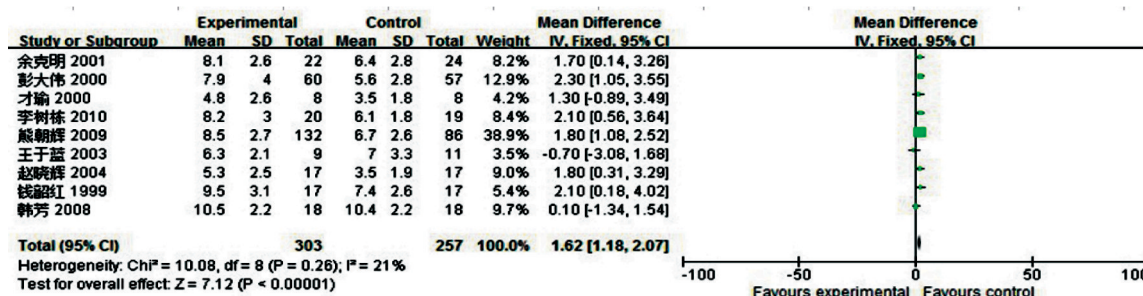 Experimental Control Mean Difference Mean Difference
Study or Subgroup Mean SD Total Mean SD Total Weight IV, Fixed, 95% CI IV, Fixed, 95% CI
余克明 2001 8.1 2.6 22 6.4 2.8 24 8.2% 1.70 [0.14, 3.26]
彭大伟 2000 7.9 4 60 5.6 2.8 57 12.9% 2.30 [1.05, 3.55]
才瑜 2000 4.8 2.6 8 3.5 1.8 8 4.2% 1.30 [-0.89, 3.49]
李树栋 2010 8.2 3 20 6.1 1.8 19 8.3% 2.10 [0.56, 3.64]
熊朝辉 2009 8.5 2.7 132 6.7 2.6 86 38.9% 1.80 [1.08, 2.52]
王于蓝 2003 6.3 2.1 9 7 3.3 11 3.5% -0.70 [-3.08, 1.68]
赵晓辉 2004 5.3 2.5 17 3.5 1.9 17 9.0% 1.80 [0.31, 3.29]
钱韶红 1999 9.5 3.1 17 7.4 2.6 17 5.4% 2.10 [0.18, 4.02]
韩芳 2008 10.5 2.2 18 10.4 2.2 18 9.7% 0.10 [-1.34, 1.54]
Total (95% CI) 303 257 100.0% 1.62 [1.18, 2.07]
Heterogeneity: Chi² = 10.08, df = 8 (P = 0.26); I² = 21%
Test for overall effect: Z = 7.12 (P < 0.00001)
-100 -50 0 50 100
Favours experimental Favours control